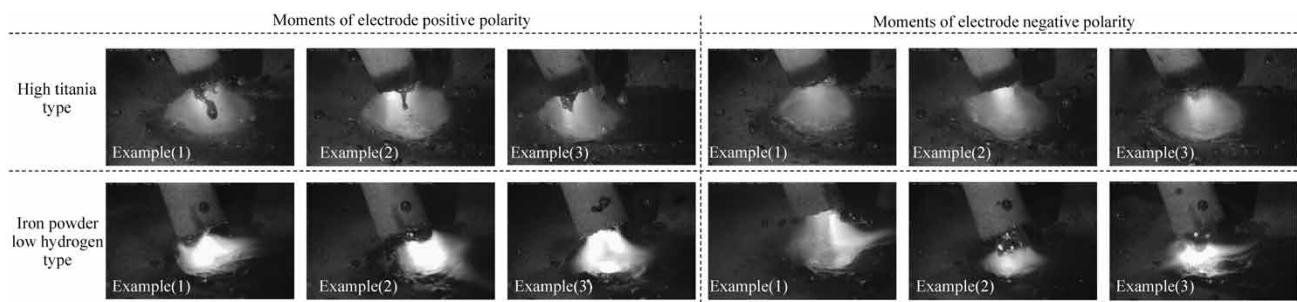 Moments of electrode positive polarity
Moments of electrode negative polarity
High titania
type
Example(1)
Example(2)
Example(3)
Example(1)
Example(2)
Example(3)
Iron powder
low hydrogen
type
Example(1)
Example(2)
Example(3)
Example(1)
Example(2)
Example(3)